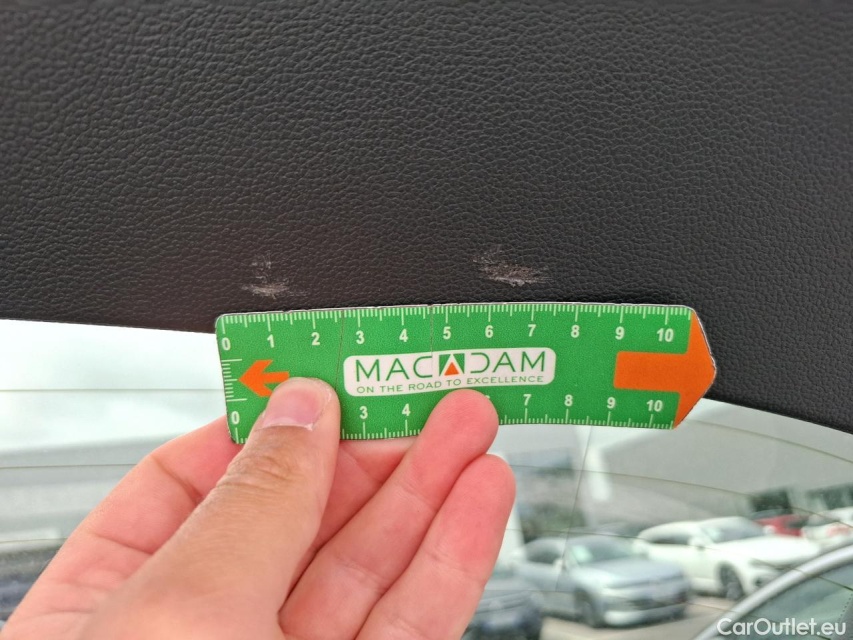 0 1 2 3 4 5 6 7 8 9 10
MACADAM
ON THE ROAD TO EXCELLENCE
0 3 4 7 8 9 10
CarOutlet.eu